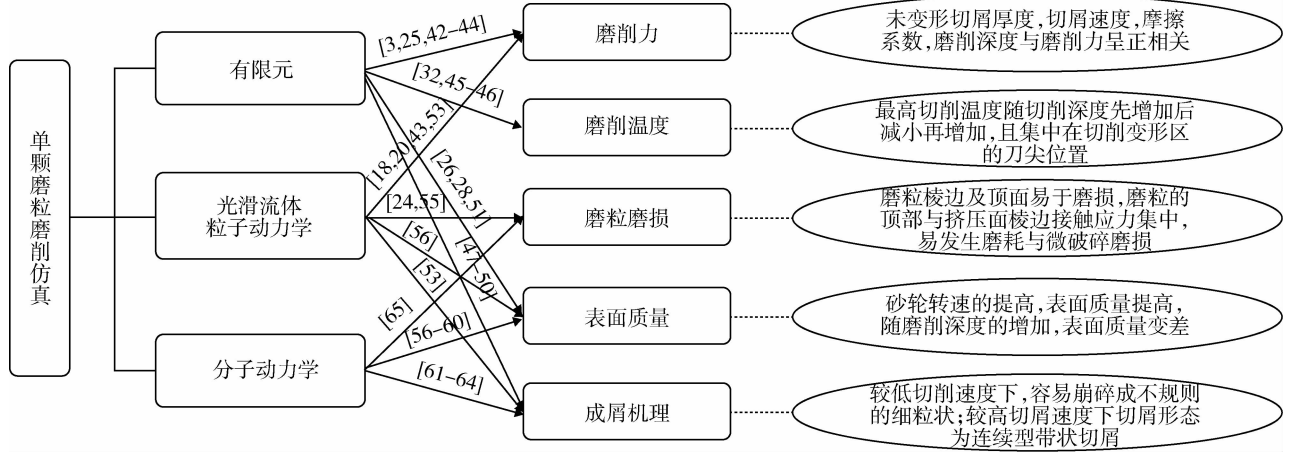 单颗磨粒磨削仿真
有限元
光滑流体
粒子动力学
分子动力学
[3,25,42-44]
[32,45-46]
[18,20,43,53]
[26,28,51]
[24,55]
[56]
[47-50]
[53]
[65]
[56-60]
[61-64]
磨削力
磨削温度
磨粒磨损
表面质量
成屑机理
未变形切屑厚度,切屑速度,摩擦
系数,磨削深度与磨削力呈正相关
最高切削温度随切削深度先增加后
减小再增加,且集中在切削变形区
的刀尖位置
磨粒棱边及顶面易于磨损,磨粒的
顶部与挤压面棱边接触应力集中,
易发生磨耗与微破碎磨损
砂轮转速的提高,表面质量提高,
随磨削深度的增加,表面质量变差
较低切削速度下,容易崩碎成不规则
的细粒状;较高切屑速度下切屑形态
为连续型带状切屑